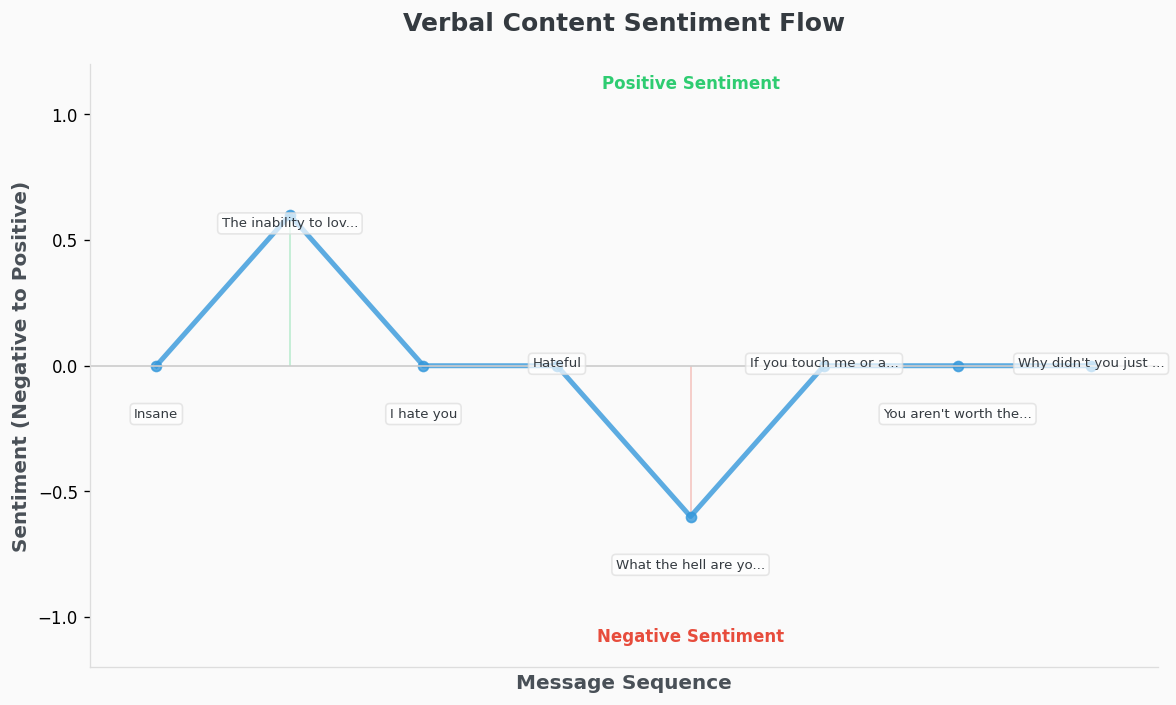 Verbal Content Sentiment Flow
Positive Sentiment
1.0
0.5
0.0
−0.5
−1.0
Sentiment (Negative to Positive)
The inability to lov...
Insane
I hate you
Hateful
What the hell are yo...
If you touch me or a...
You aren't worth the...
Why didn't you just ...
Negative Sentiment
Message Sequence